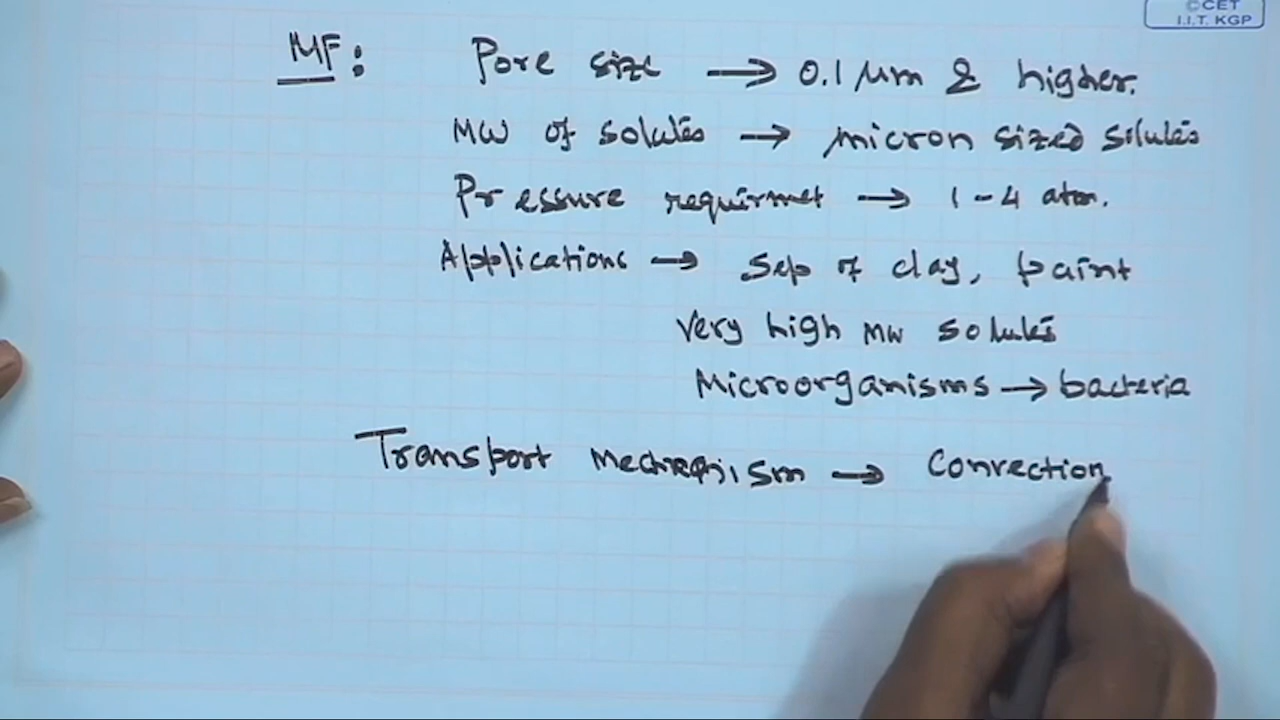 ©CET
I.I.T. KGP
MF: Pore size → 0.1 μm & higher.
MW of solutes → micron sized solutes
Pressure requirmet → 1-4 atm.
Applications → Sep of clay, paint
Very high MW solutes
Microorganisms → bacteria
Transport mechanism → Convection